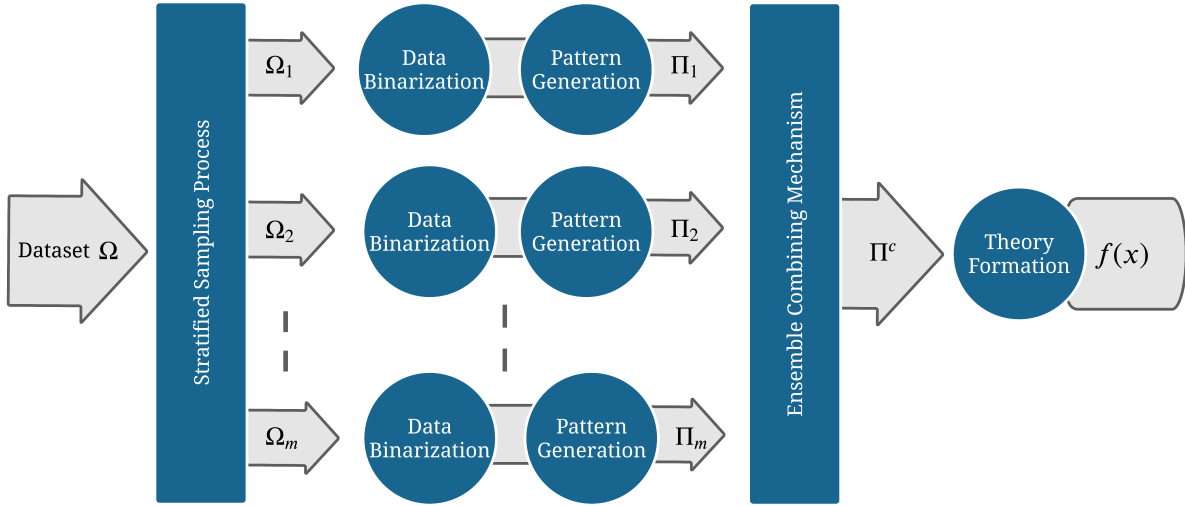 Dataset Ω
Stratified Sampling Process
Ω1
Data
Binarization
Pattern
Generation
Π1
Ω2
Data
Binarization
Pattern
Generation
Π2
Ωm
Data
Binarization
Pattern
Generation
Πm
Ensemble Combining Mechanism
Πc
Theory
Formation
f(x)